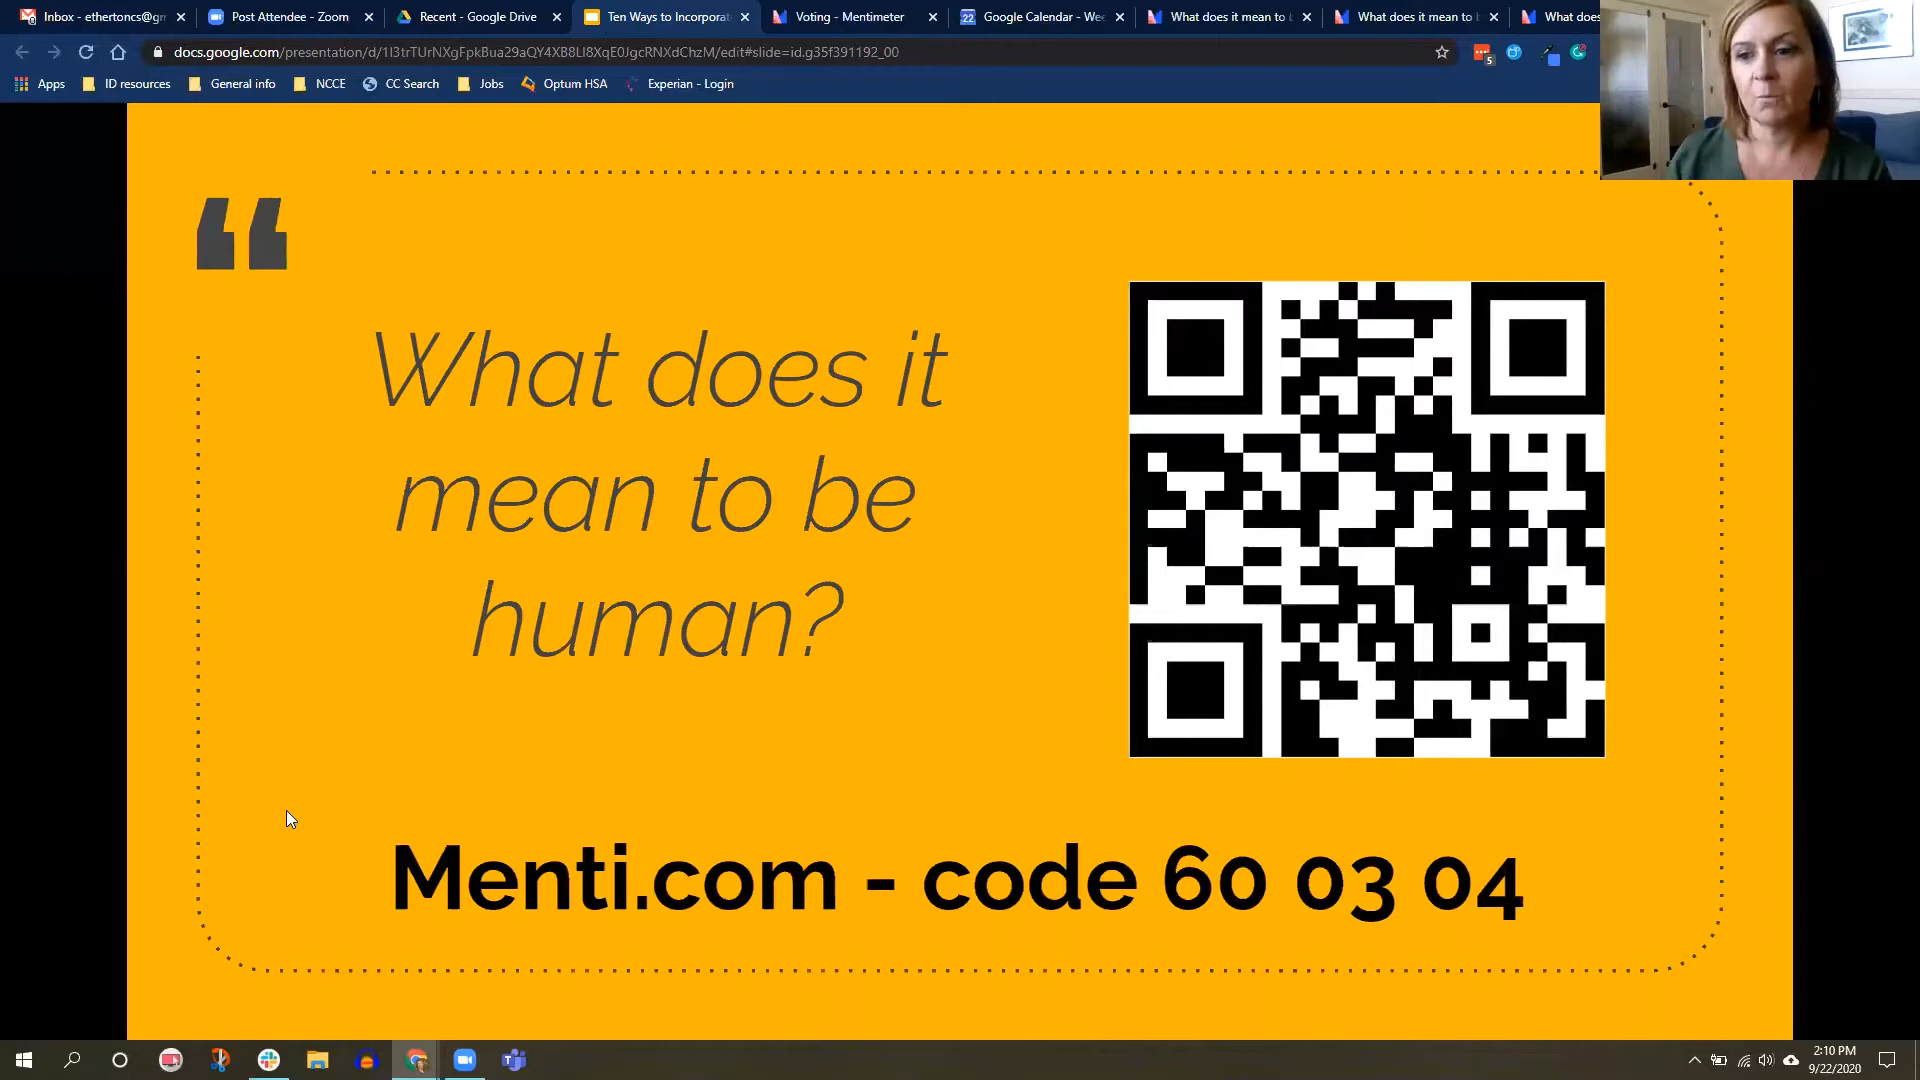 Inbox - ethertoncs@gm
Post Attendee - Zoom
Recent - Google Drive
Ten Ways to Incorporat
Voting - Mentimeter
Google Calendar - Wee
What does it mean to b
What does it mean to b
What does
docs.google.com/presentation/d/1l3trTUrNXgFpkBua29aQY4XB8Ll8XqE0JgcRNXdChzM/edit#slide=id.g35f391192_00
5
Apps
ID resources
General info
NCCE
CC Search
Jobs
Optum HSA
Experian - Login
“
What does it
mean to be
human?
Menti.com - code 60 03 04
2:10 PM
9/22/2020